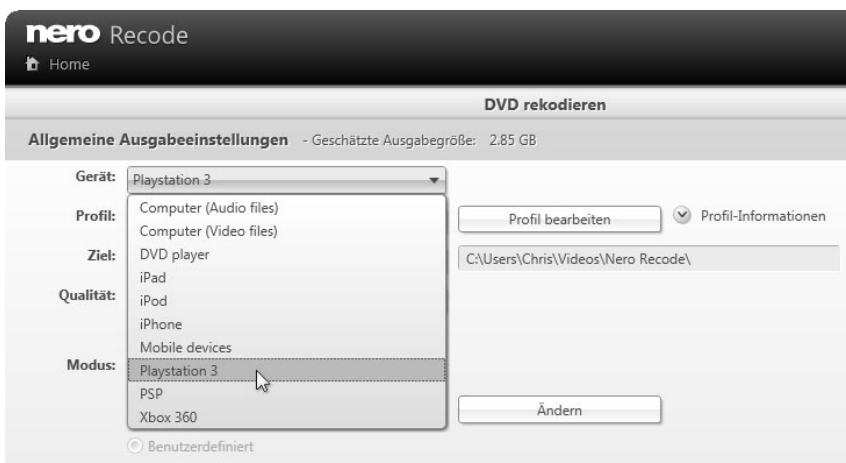 nero Recode
Home
DVD rekodieren
Allgemeine Ausgabeeinstellungen - Geschätzte Ausgabegröße: 2.85 GB
Gerät: Playstation 3
Computer (Audio files)
Profil: Profil bearbeiten Profil-Informationen
Computer (Video files)
Ziel: DVD player C:\Users\Chris\Videos\Nero Recode\
iPad
Qualität: iPod
iPhone
Mobile devices
Modus: Playstation 3
PSP
Xbox 360 Ändern
Benutzerdefiniert